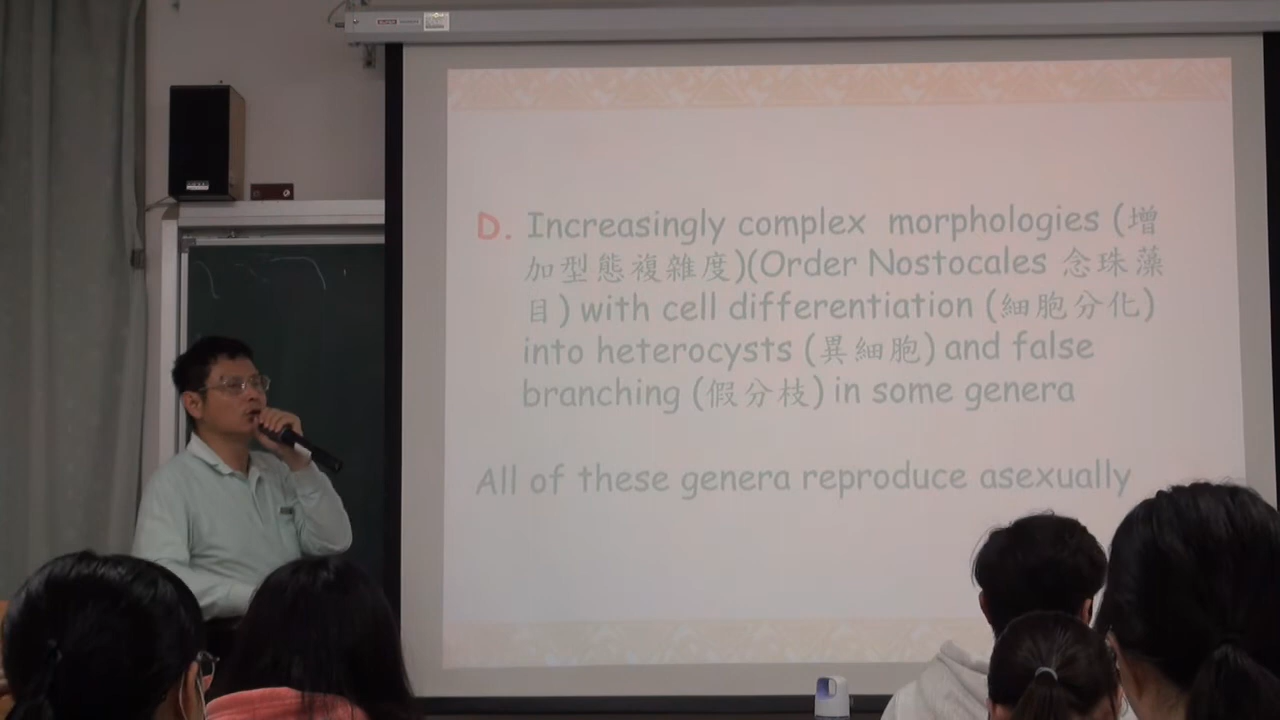 D. Increasingly complex morphologies (增
加型態複雜度)(Order Nostocales 念珠藻
目) with cell differentiation (細胞分化)
into heterocysts (異細胞) and false
branching (假分枝) in some genera
All of these genera reproduce asexually